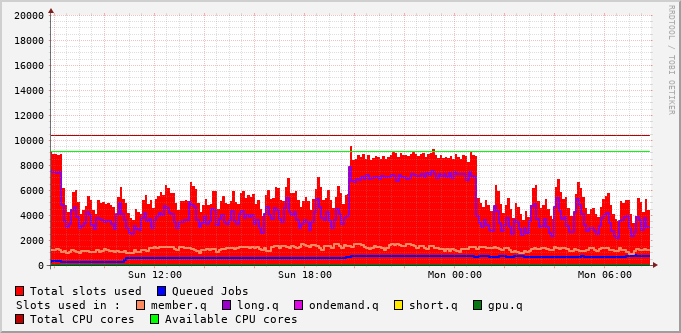 20000
18000
16000
14000
12000
10000
8000
6000
4000
2000
0
Sun 12:00 Sun 18:00 Mon 00:00 Mon 06:00
Total slots used Queued Jobs
Slots used in : member.q long.q ondemand.q short.q gpu.q
Total CPU cores Available CPU cores
RRDTOOL / TOBI OETIKER